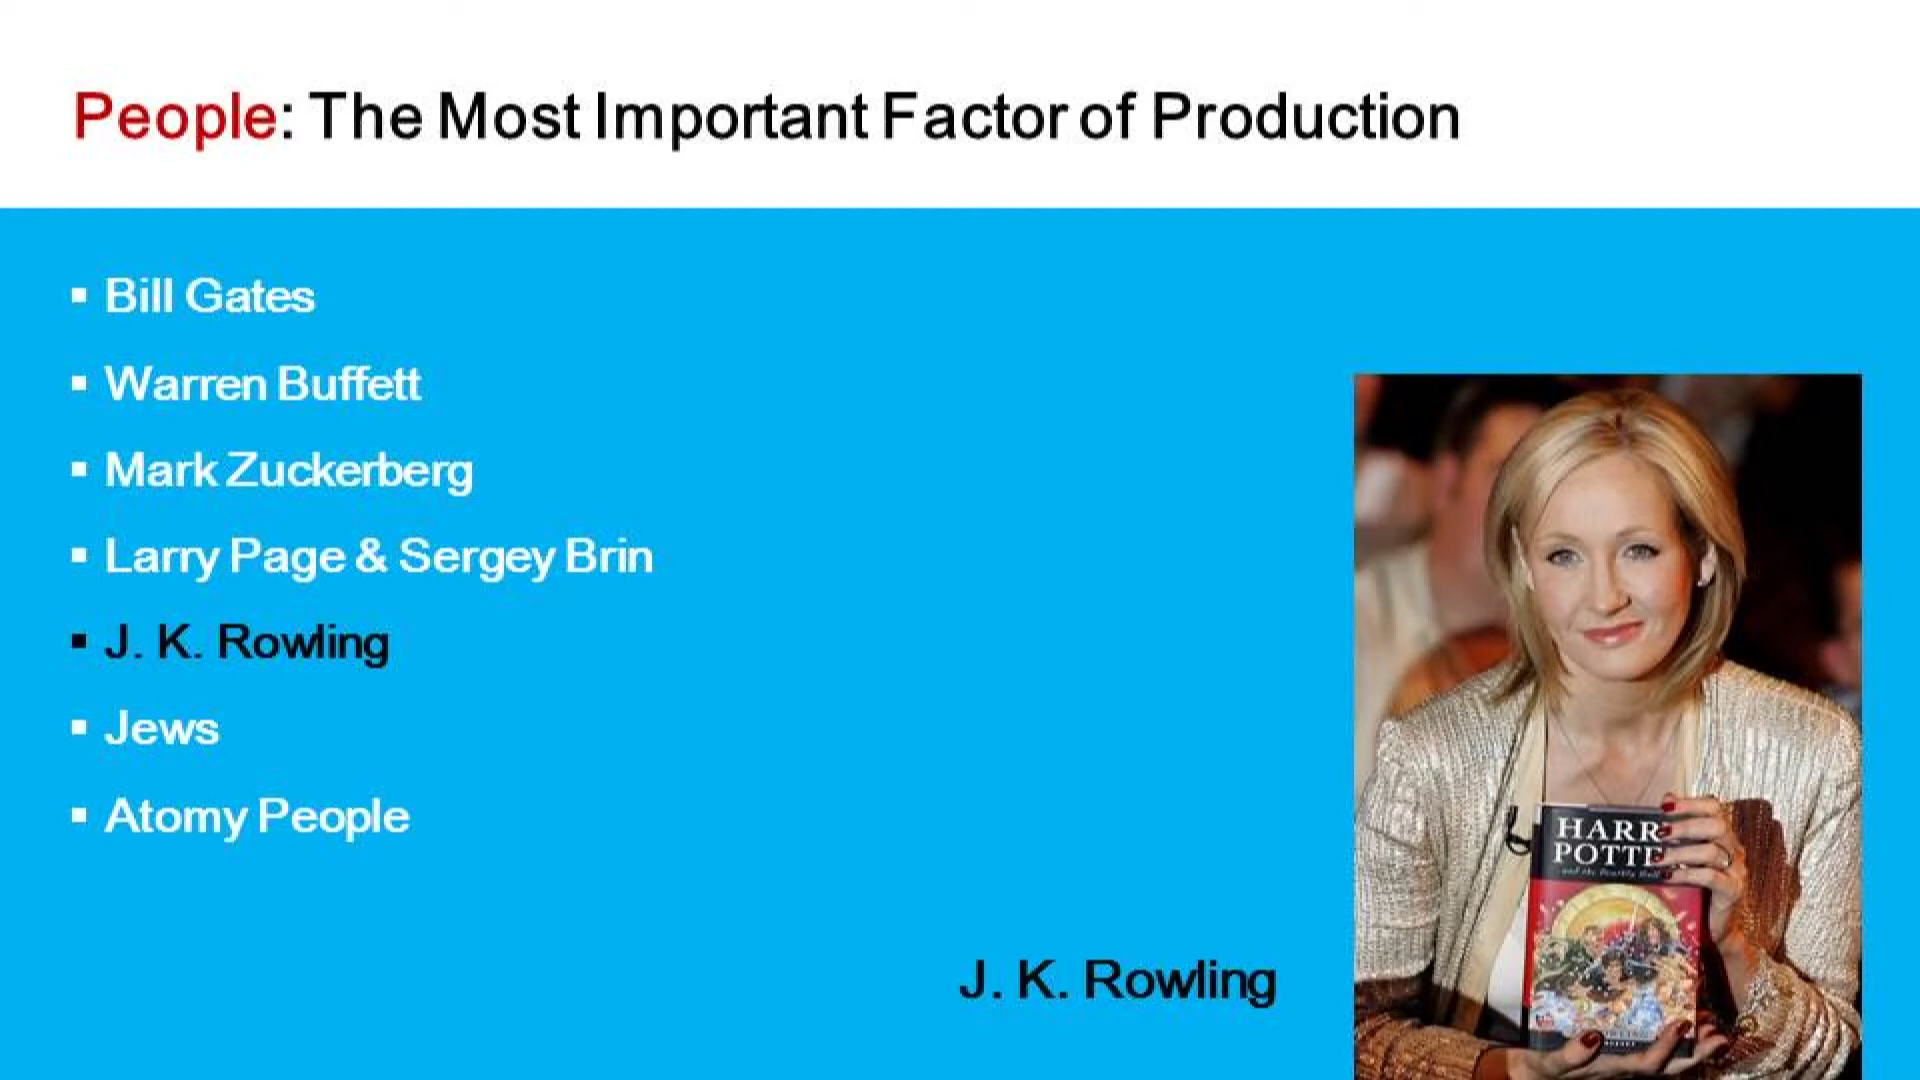 People: The Most Important Factor of Production
▪ Bill Gates
▪ Warren Buffett
▪ Mark Zuckerberg
▪ Larry Page & Sergey Brin
▪ J. K. Rowling
▪ Jews
▪ Atomy People
J. K. Rowling
HARR
POTTE